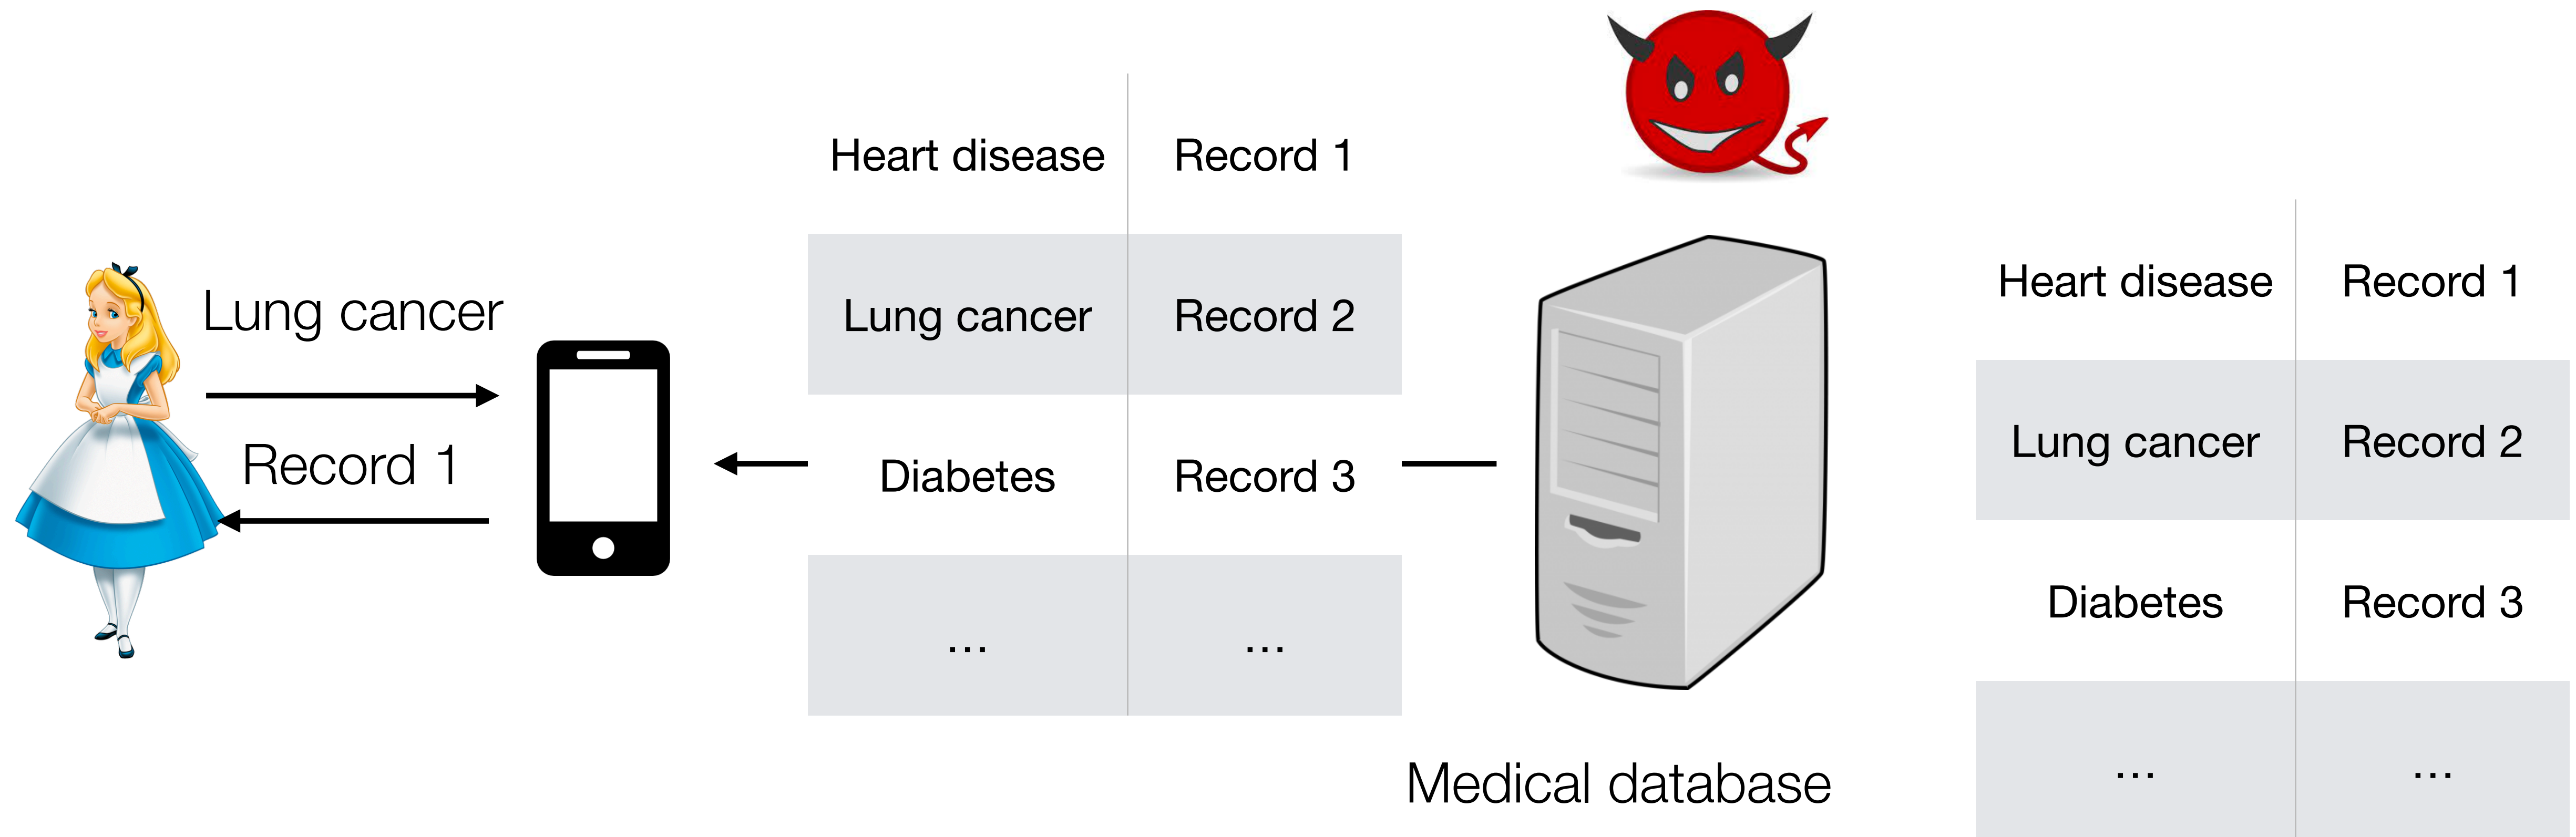 Lung cancer
Record 1
Heart disease Record 1
Lung cancer Record 2
Diabetes Record 3
... ...
Medical database
Heart disease Record 1
Lung cancer Record 2
Diabetes Record 3
... ...